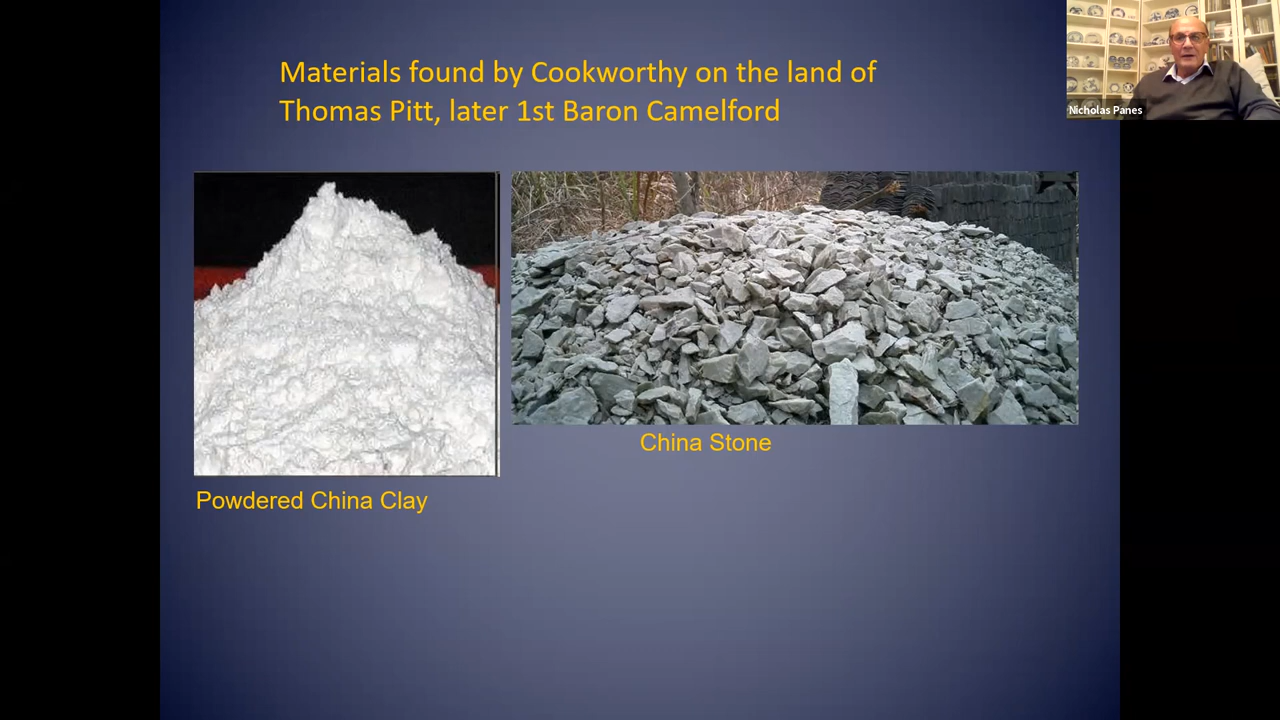 Materials found by Cookworthy on the land of
Thomas Pitt, later 1st Baron Camelford
Nicholas Panes
China Stone
Powdered China Clay